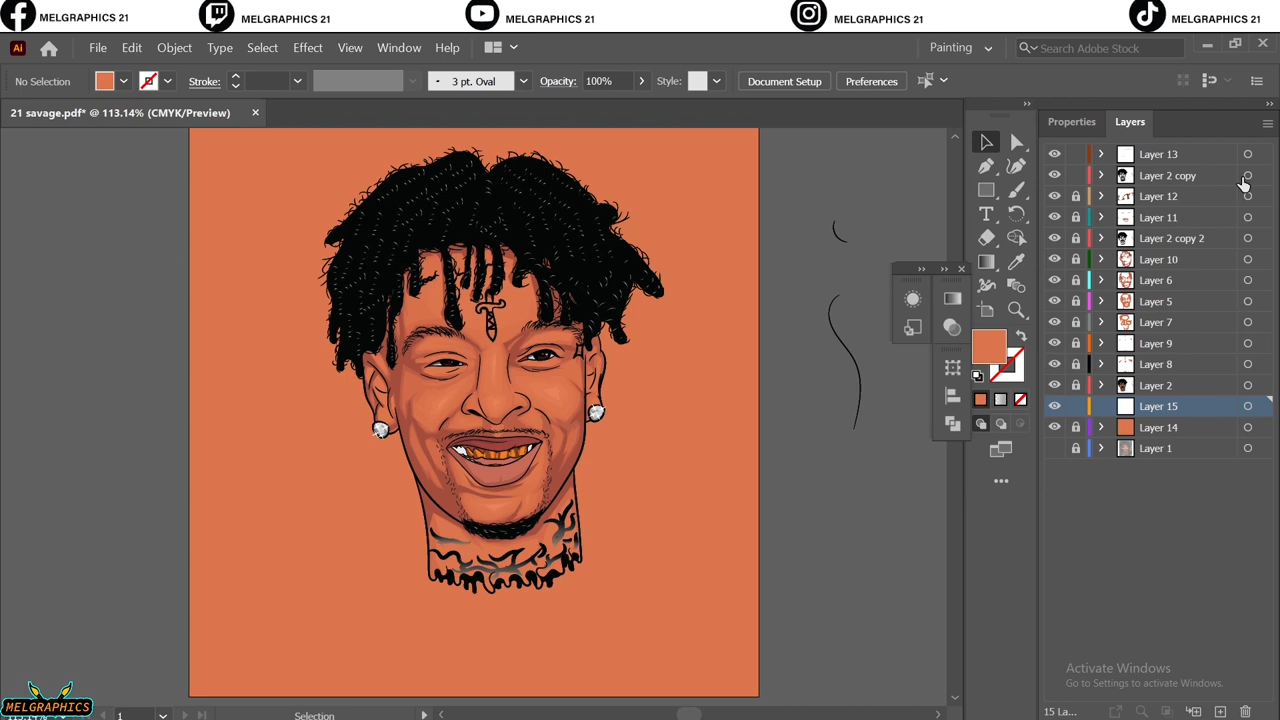 MELGRAPHICS 21 MELGRAPHICS 21 MELGRAPHICS 21 MELGRAPHICS 21 MELGRAPHICS 21
Ai File Edit Object Type Select Effect View Window Help Painting Search Adobe Stock
No Selection Stroke: 3 pt. Oval Opacity: 100% Style: Document Setup Preferences
21 savage.pdf* @ 113.14% (CMYK/Preview)
Properties Layers
Layer 13
Layer 2 copy
Layer 12
Layer 11
Layer 2 copy 2
Layer 10
Layer 6
Layer 5
Layer 7
Layer 9
Layer 8
Layer 2
Layer 15
Layer 14
Layer 1
Activate Windows
Go to Settings to activate Windows.
MELGRAPHICS
1 Selection 15 La...